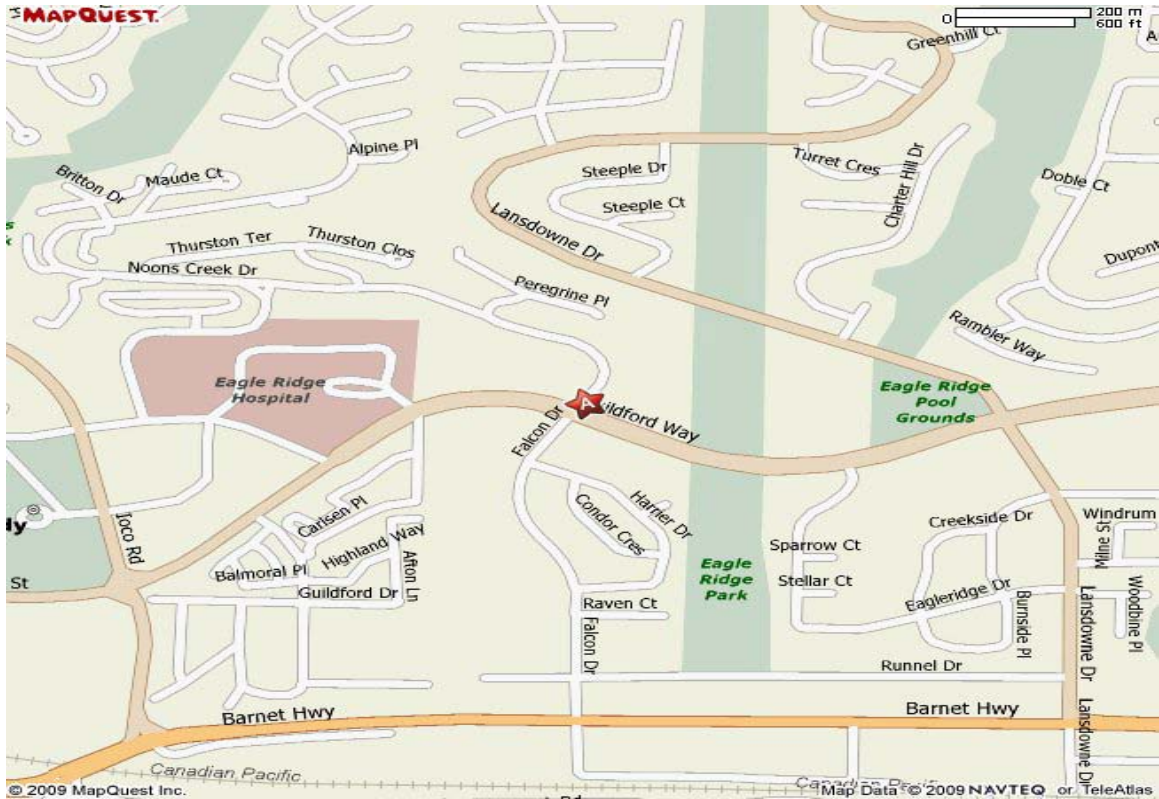 MAPQUEST.
200 m
0
600 ft
Greenhill Ct
A
Alpine Pl
Steeple Dr
Turret Cres
Britton Dr
Maude Ct
Charter Hill Dr
Doble Ct
Steeple Ct
Lansdowne Dr
Thurston Ter
Thurston Clos
Dupont
Noons Creek Dr
Peregrine Pl
Rambler Way
Eagle Ridge
Hospital
Eagle Ridge
Pool
Grounds
A
uildford Way
Falcon Dr
Carlsen Pl
Condor Cres
Harrier Dr
Ioco Rd
dy
Highland Way
Creekside Dr
Windrum
Milne St
Sparrow Ct
Balmoral Pl
Afton Ln
Eagle
Ridge
Park
Stellar Ct
St
Guildford Dr
Eagleridge Dr
Raven Ct
Burnside Pl
Lansdowne Dr
Woodbine Pl
Falcon Dr
Runnel Dr
Barnet Hwy
Barnet Hwy
Lansdowne Dr
Canadian Pacific
© 2009 MapQuest Inc.
Map Data © 2009 NAVTEQ or TeleAtlas